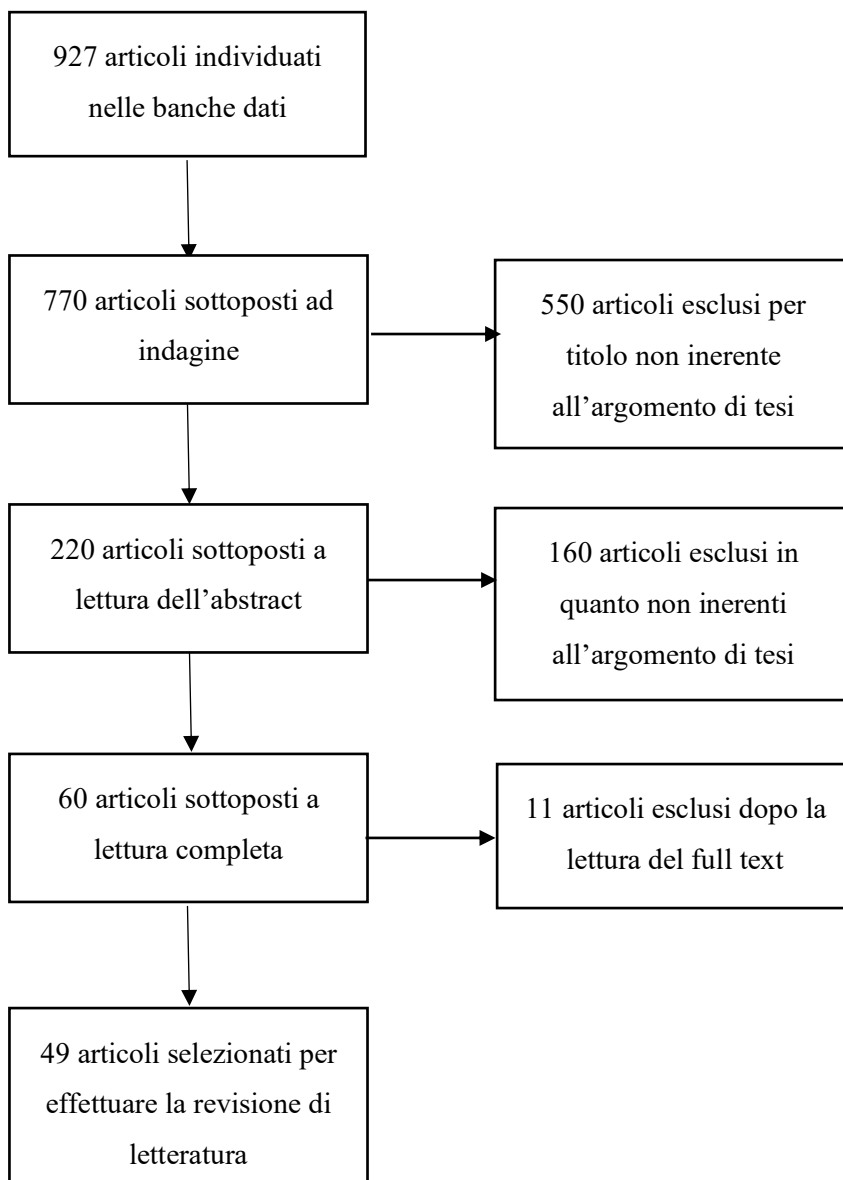 927 articoli individuati
nelle banche dati
770 articoli sottoposti ad
indagine
550 articoli esclusi per
titolo non inerente
all’argomento di tesi
220 articoli sottoposti a
lettura dell’abstract
160 articoli esclusi in
quanto non inerenti
all’argomento di tesi
60 articoli sottoposti a
lettura completa
11 articoli esclusi dopo la
lettura del full text
49 articoli selezionati per
effettuare la revisione di
letteratura